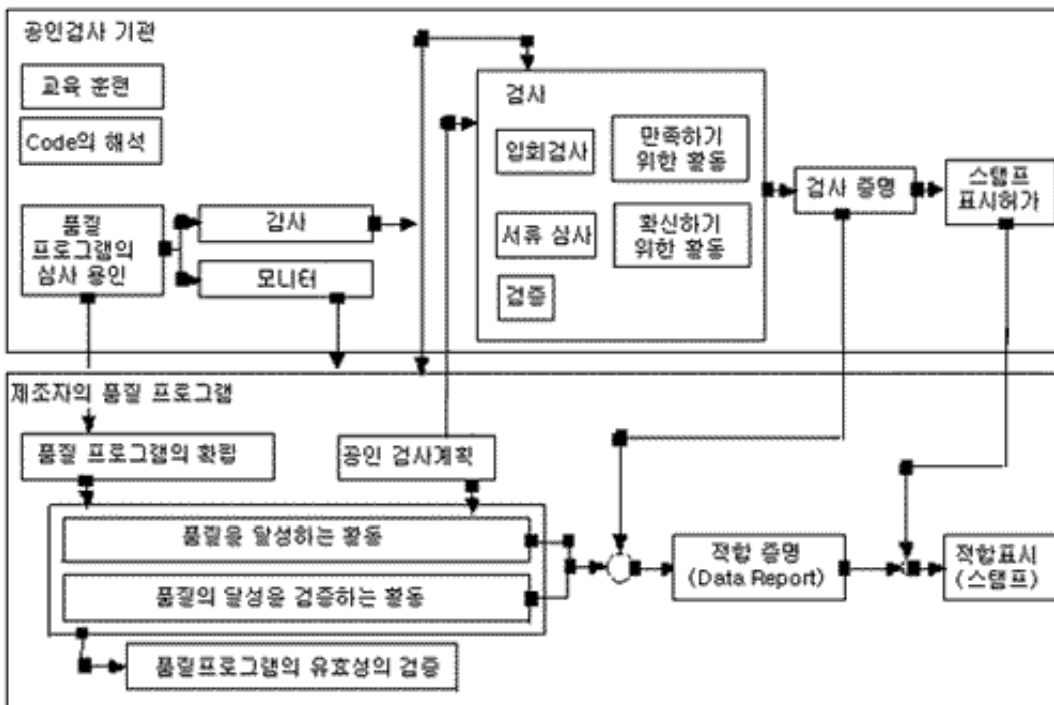 공인검사 기관
교육 훈련
Code의 해석
품질
프로그램의
심사 용인
감사
모니터
검사
입회검사
만족하기
위한 활동
서류 심사
확신하기
위한 활동
검증
검사 증명
스탬프
표시허가
제조자의 품질 프로그램
품질 프로그램의 확립
공인 검사계획
품질을 달성하는 활동
품질의 달성을 검증하는 활동
품질프로그램의 유효성의 검증
적합 증명
(Data Report)
적합표시
(스탬프)